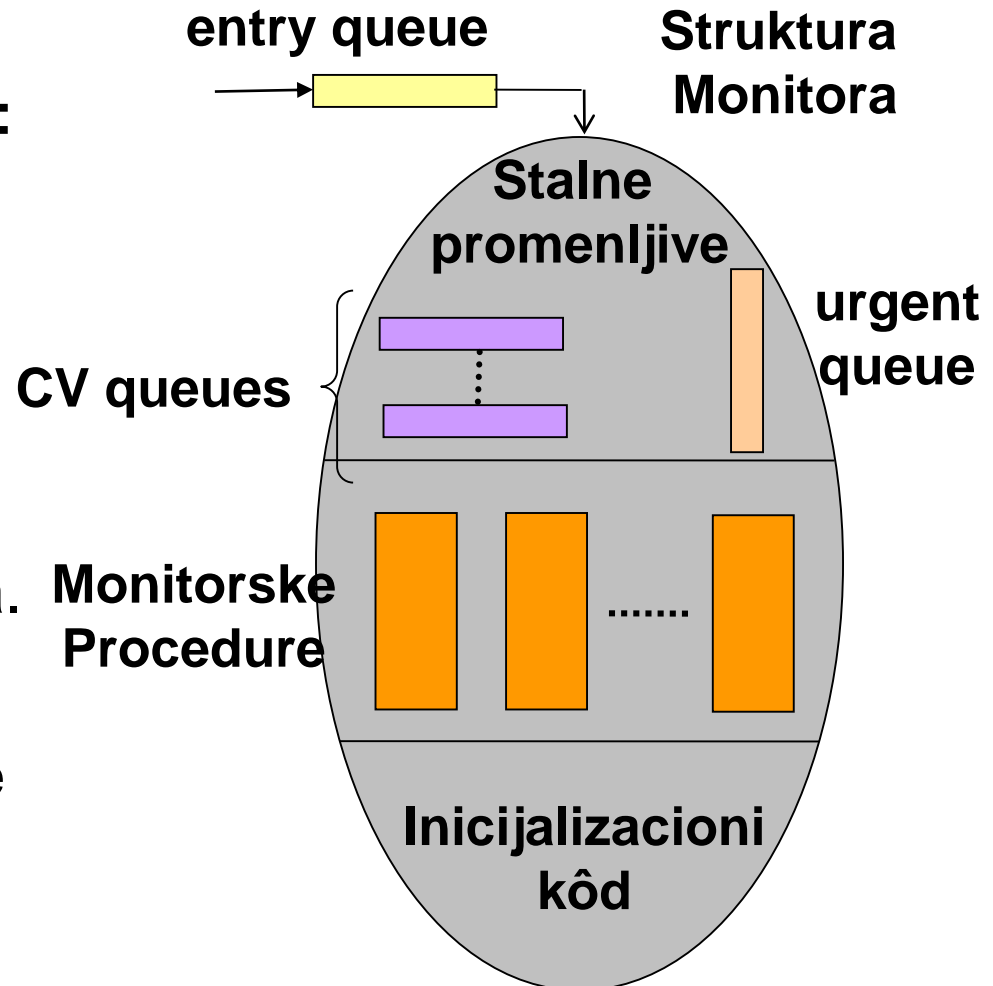 entry queue
Struktura
Monitora
:
Stalne
promenljive
urgent
queue
CV queues
a.
Monitorske
Procedure
e
Inicijalizacioni
kôd